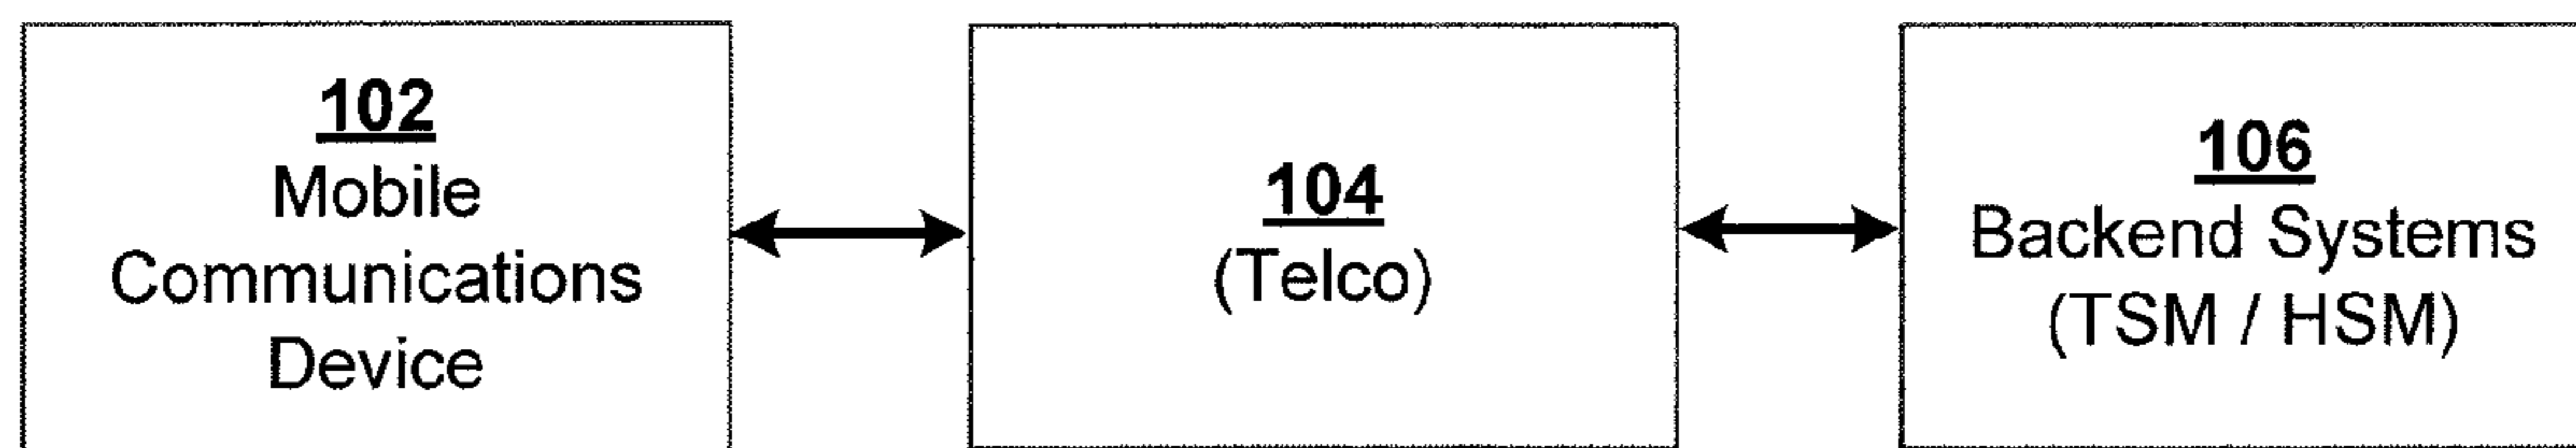 102
Mobile
Communications
Device
104
(Telco)
106
Backend Systems
(TSM / HSM)